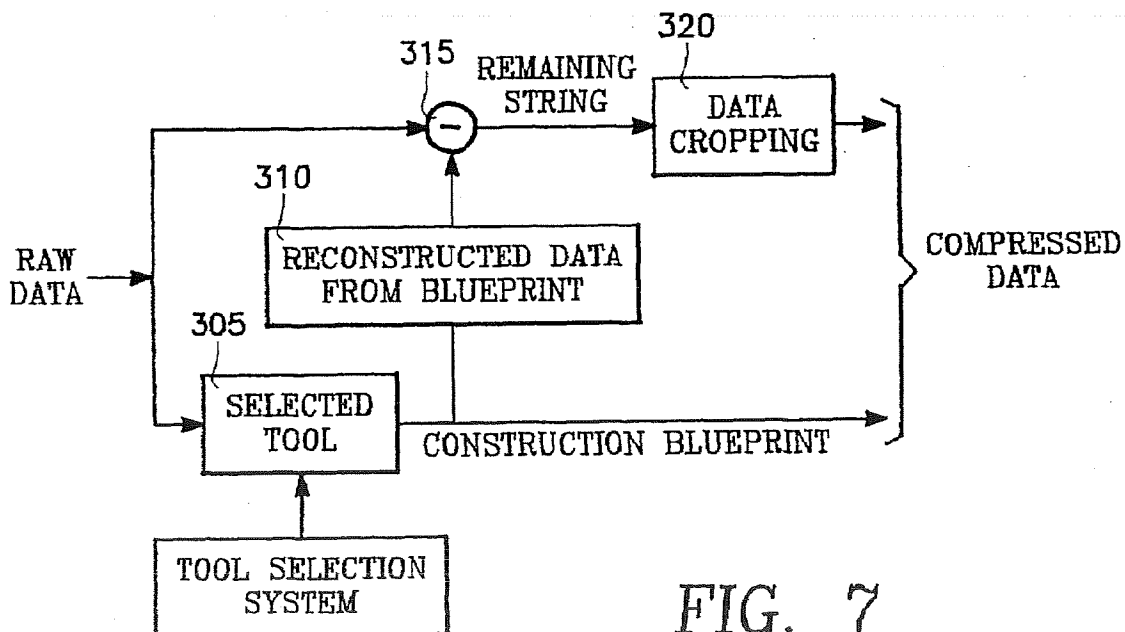 320
315
REMAINING
STRING
DATA
CROPPING
−
310
RECONSTRUCTED DATA
FROM BLUEPRINT
RAW
DATA
COMPRESSED
DATA
305
SELECTED
TOOL
CONSTRUCTION BLUEPRINT
TOOL SELECTION
SYSTEM
FIG. 7